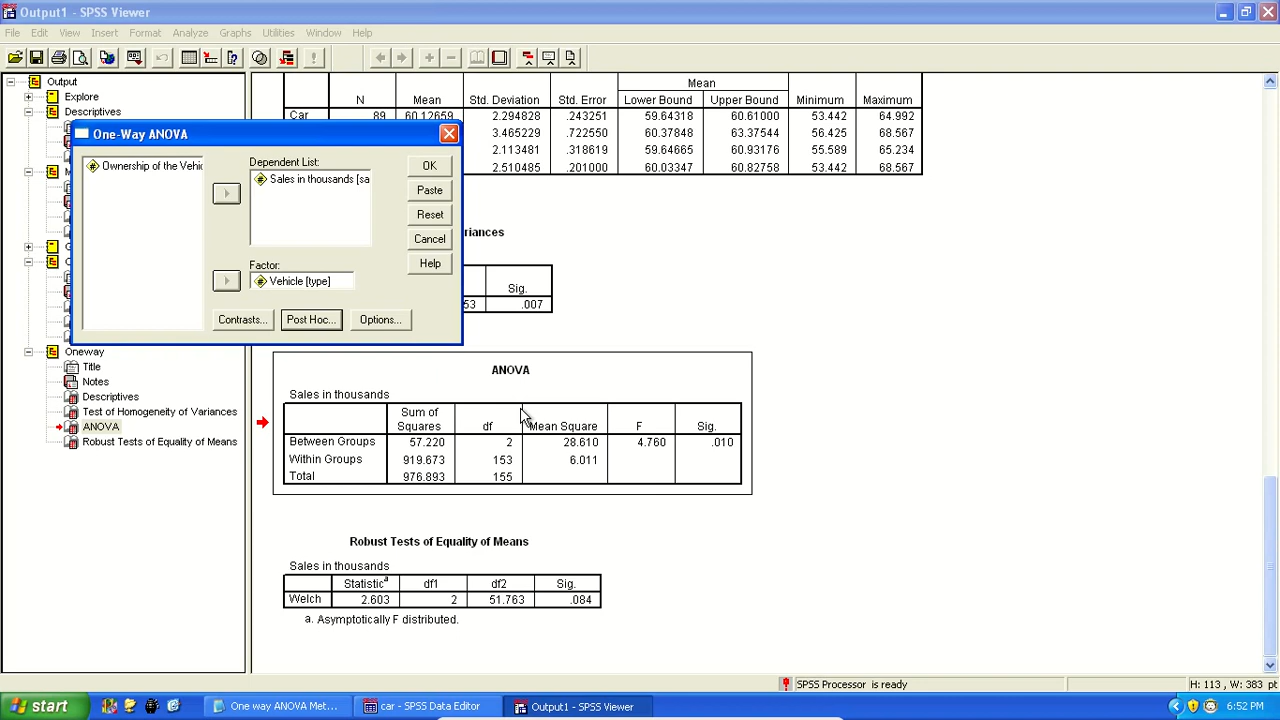 Output1 - SPSS Viewer
File Edit View Insert Format Analyze Graphs Utilities Window Help
Output
Explore
Descriptives
Oneway
Title
Notes
Descriptives
Test of Homogeneity of Variances
ANOVA
Robust Tests of Equality of Means
One-Way ANOVA
Ownership of the Vehic
Dependent List:
Sales in thousands [sa
Factor:
Vehicle [type]
OK
Paste
Reset
Cancel
Help
Contrasts... Post Hoc... Options...
Mean
N Mean Std. Deviation Std. Error Lower Bound Upper Bound Minimum Maximum
Car 89 60.12659 2.294828 .243251 59.64318 60.61000 53.442 64.992
3.465229 .722550 60.37848 63.37544 56.425 68.567
2.113481 .318619 59.64665 60.93176 55.589 65.234
2.510485 .201000 60.03347 60.82758 53.442 68.567
riances
Sig.
53 .007
ANOVA
Sales in thousands
Sum of Squares df Mean Square F Sig.
Between Groups 57.220 2 28.610 4.760 .010
Within Groups 919.673 153 6.011
Total 976.893 155
Robust Tests of Equality of Means
Sales in thousands
Statistic a df1 df2 Sig.
Welch 2.603 2 51.763 .084
a. Asymptotically F distributed.
SPSS Processor is ready
H: 113 , W: 383 pt
start
One way ANOVA Met...
car - SPSS Data Editor
Output1 - SPSS Viewer
6:52 PM